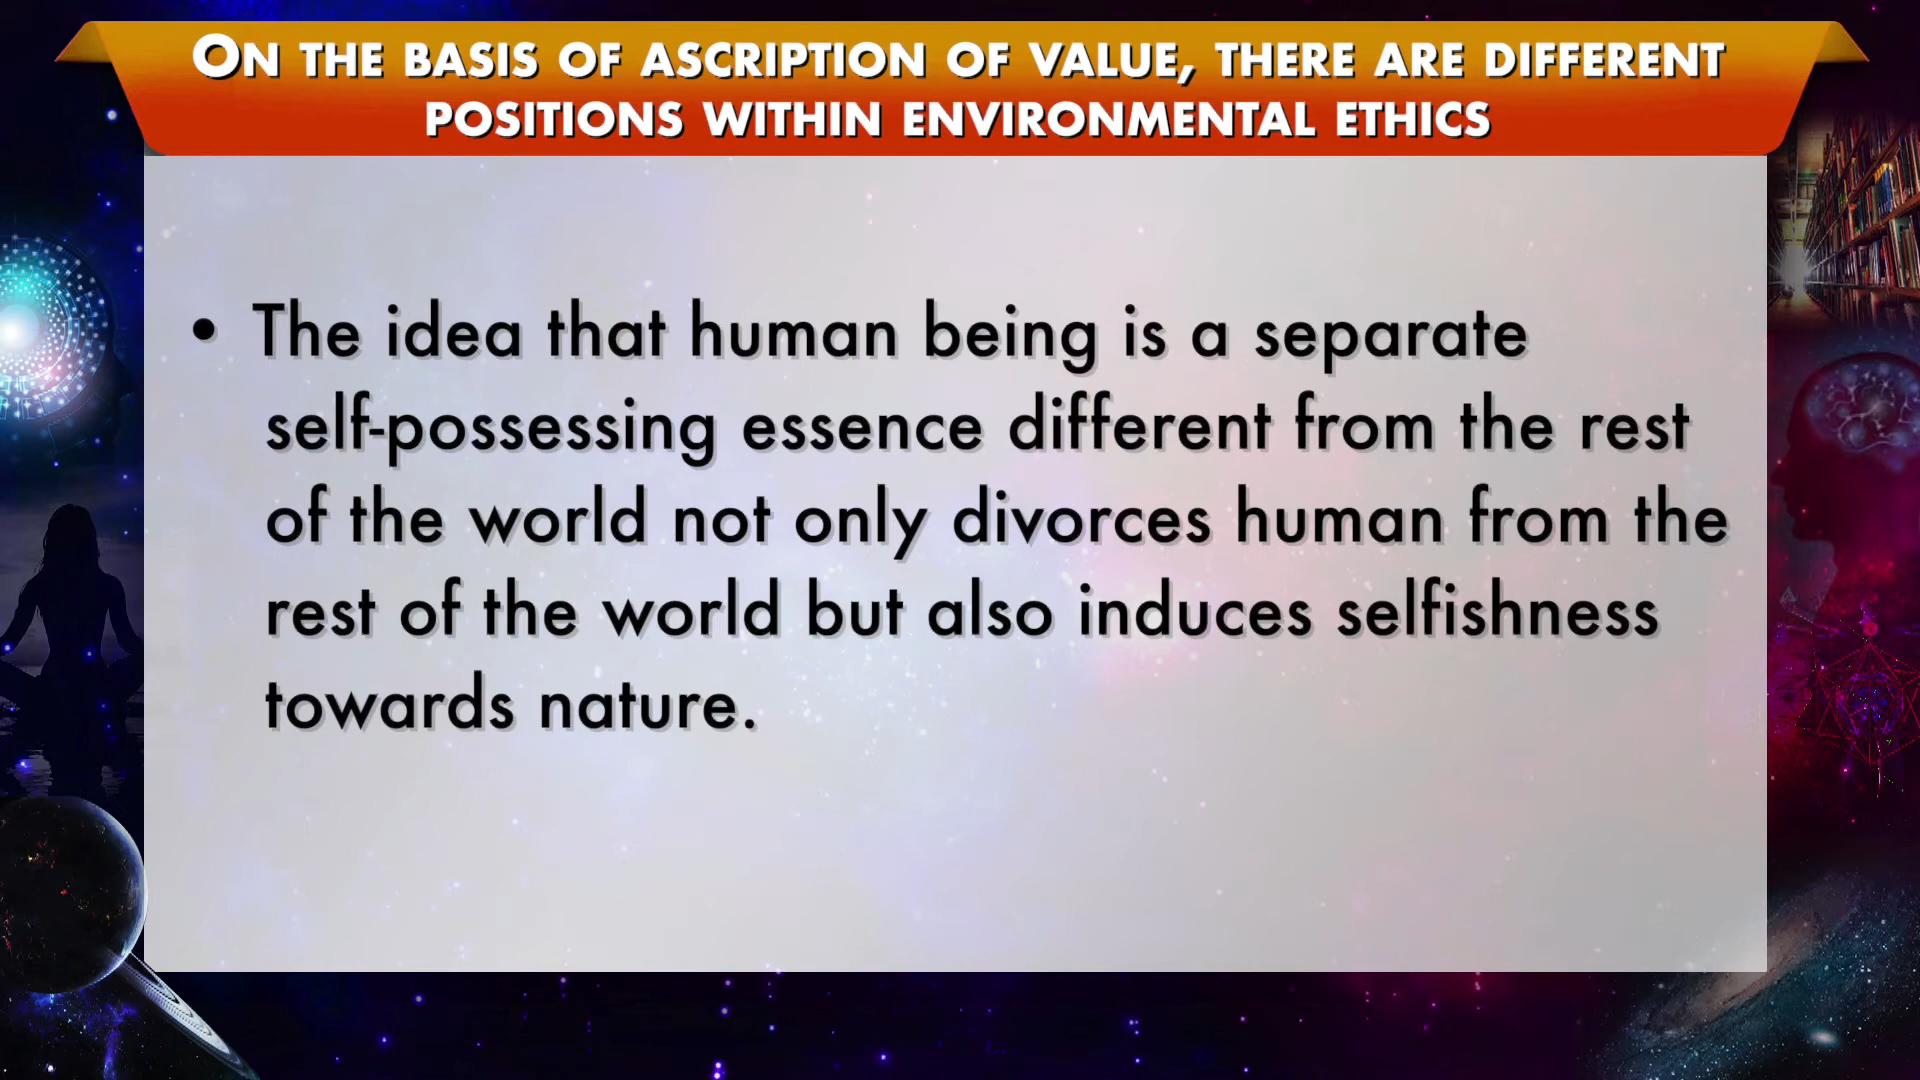 On the basis of ascription of value, there are different
positions within environmental ethics
• The idea that human being is a separate
self-possessing essence different from the rest
of the world not only divorces human from the
rest of the world but also induces selfishness
towards nature.